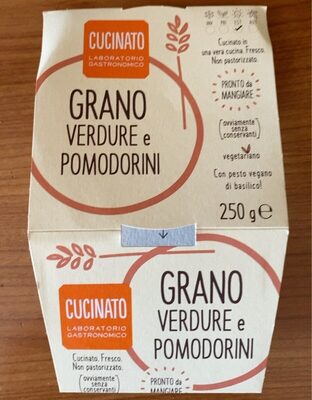 CUCINATO
LABORATORIO
GASTRONOMICO
GRANO
VERDURE e
POMODORINI
Cucinato in
una vera cucina. Fresco.
Non pastorizzato.
PRONTO da
MANGIARE
(ovviamente
senza
conservanti)
vegetariano
Con pesto vegano
di basilico!
250 g e
CUCINATO
LABORATORIO
GASTRONOMICO
GRANO
VERDURE e
POMODORINI
Cucinato. Fresco.
Non pastorizzato.
(ovviamente
senza
conservanti)
PRONTO da
MANGIARE